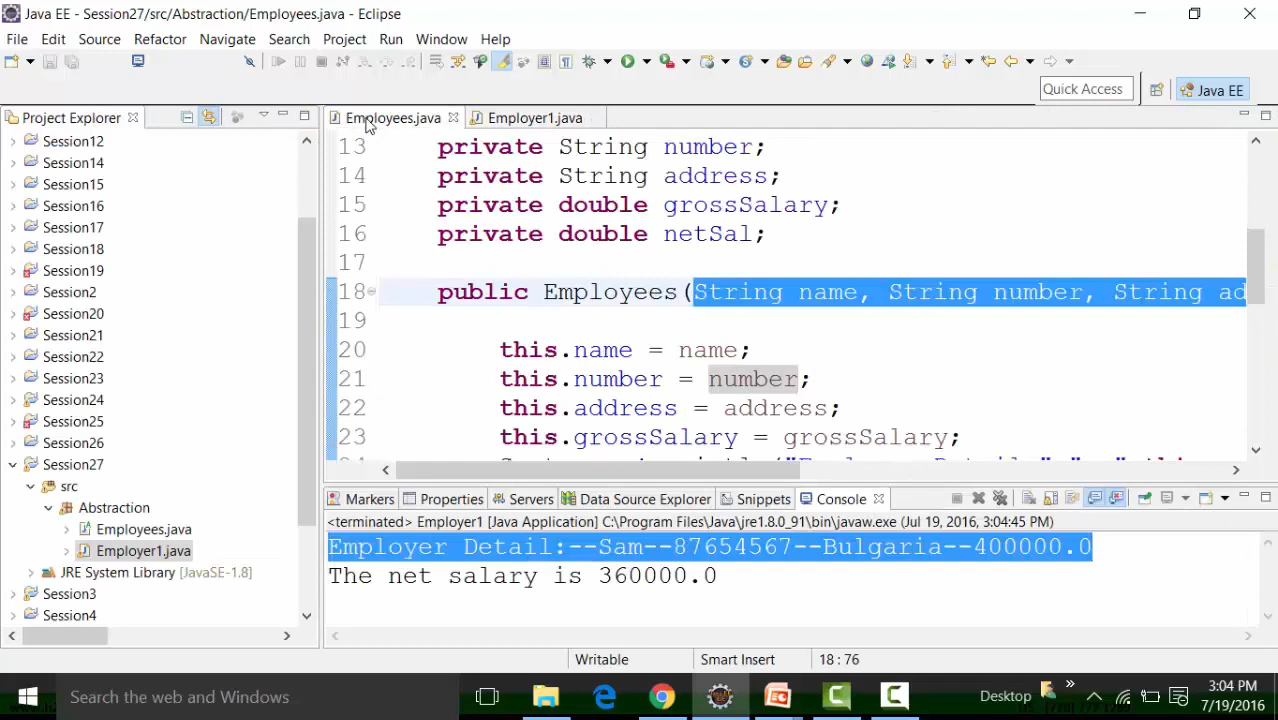 Java EE - Session27/src/Abstraction/Employees.java - Eclipse
File Edit Source Refactor Navigate Search Project Run Window Help
Quick Access
Java EE
Project Explorer
Session12
Session14
Session15
Session16
Session17
Session18
Session19
Session2
Session20
Session21
Session22
Session23
Session24
Session25
Session26
Session27
src
Abstraction
Employees.java
Employer1.java
JRE System Library [JavaSE-1.8]
Session3
Session4
Employees.java Employer1.java
13 private String number;
14 private String address;
15 private double grossSalary;
16 private double netSal;
17
18 public Employees(String name, String number, String ad
19
20 this.name = name;
21 this.number = number;
22 this.address = address;
23 this.grossSalary = grossSalary;
Markers Properties Servers Data Source Explorer Snippets Console
<terminated> Employer1 [Java Application] C:\Program Files\Java\jre1.8.0_91\bin\javaw.exe (Jul 19, 2016, 3:04:45 PM)
Employer Detail:--Sam--87654567--Bulgaria--400000.0
The net salary is 360000.0
Writable Smart Insert 18 : 76
Search the web and Windows
Desktop
3:04 PM
7/19/2016